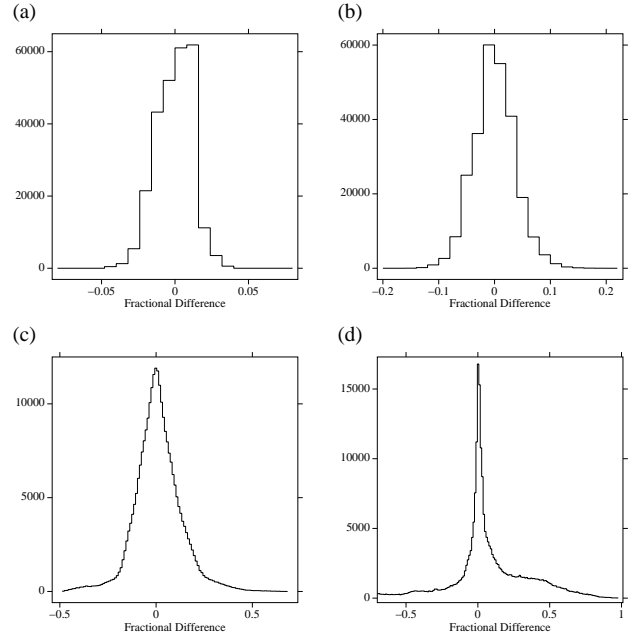 (a)
60000
40000
20000
0
−0.05 0 0.05
Fractional Difference
(b)
60000
40000
20000
0
−0.2 −0.1 0 0.1 0.2
Fractional Difference
(c)
10000
5000
0
−0.5 0 0.5
Fractional Difference
(d)
15000
10000
5000
0
−0.5 0 0.5 1
Fractional Difference